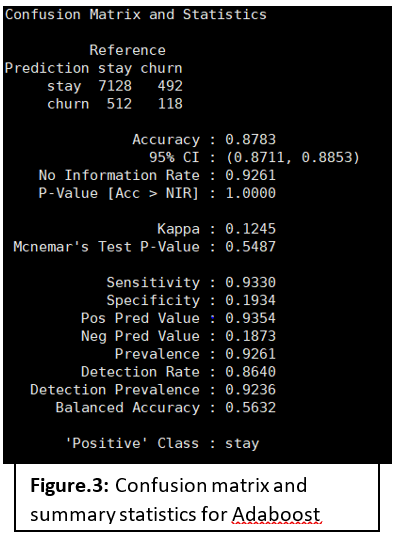 Confusion Matrix and Statistics
Reference
Prediction stay churn
stay 7128 492
churn 512 118
Accuracy : 0.8783
95% CI : (0.8711, 0.8853)
No Information Rate : 0.9261
P-Value [Acc > NIR] : 1.0000
Kappa : 0.1245
Mcnemar's Test P-Value : 0.5487
Sensitivity : 0.9330
Specificity : 0.1934
Pos Pred Value : 0.9354
Neg Pred Value : 0.1873
Prevalence : 0.9261
Detection Rate : 0.8640
Detection Prevalence : 0.9236
Balanced Accuracy : 0.5632
'Positive' Class : stay
Figure.3: Confusion matrix and
summary statistics for Adaboost